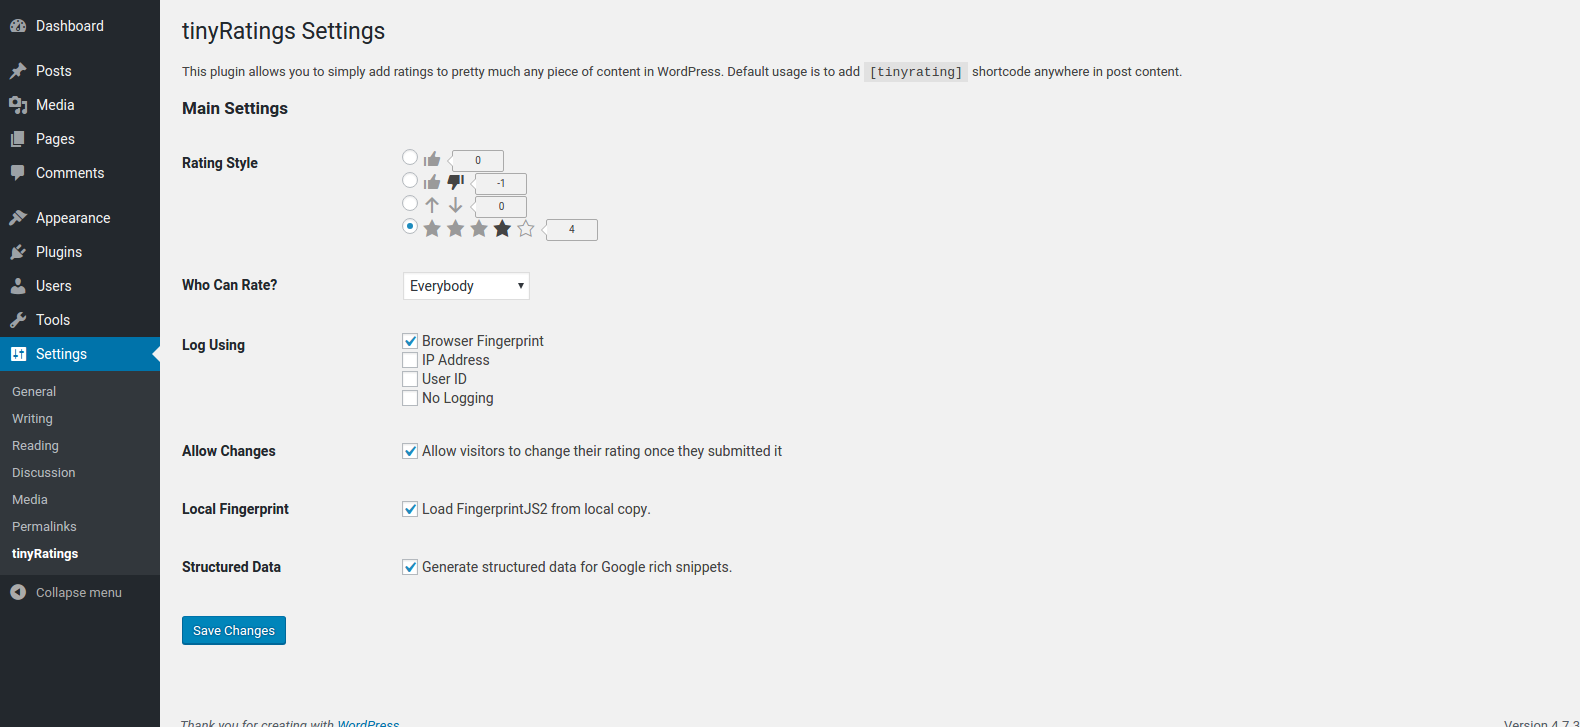 Dashboard
Posts
Media
Pages
Comments
Appearance
Plugins
Users
Tools
Settings
General
Writing
Reading
Discussion
Media
Permalinks
tinyRatings
Collapse menu
tinyRatings Settings
This plugin allows you to simply add ratings to pretty much any piece of content in WordPress. Default usage is to add [tinyrating] shortcode anywhere in post content.
Main Settings
Rating Style
0
-1
0
4
Who Can Rate?
Everybody
Log Using
Browser Fingerprint
IP Address
User ID
No Logging
Allow Changes
Allow visitors to change their rating once they submitted it
Local Fingerprint
Load FingerprintJS2 from local copy.
Structured Data
Generate structured data for Google rich snippets.
Save Changes
Thank you for creating with WordPress
Version 4.7.3